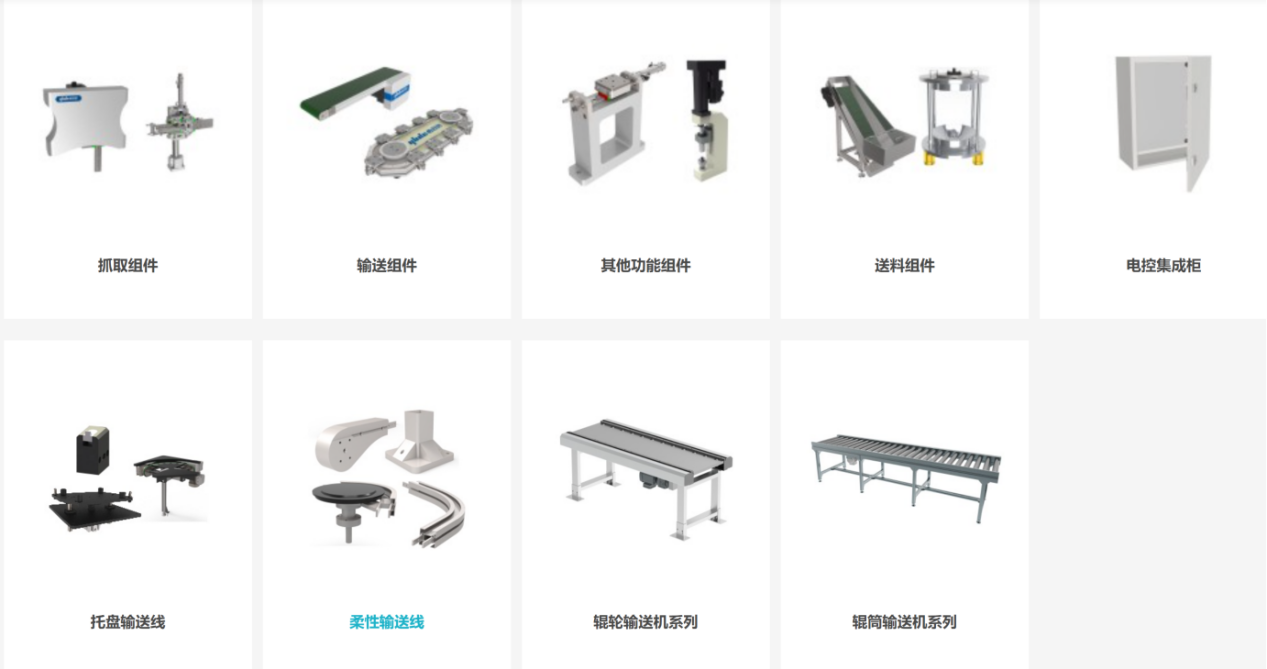 抓取组件
输送组件
其他功能组件
送料组件
电控集成柜
托盘输送线
柔性输送线
辊轮输送机系列
辊筒输送机系列